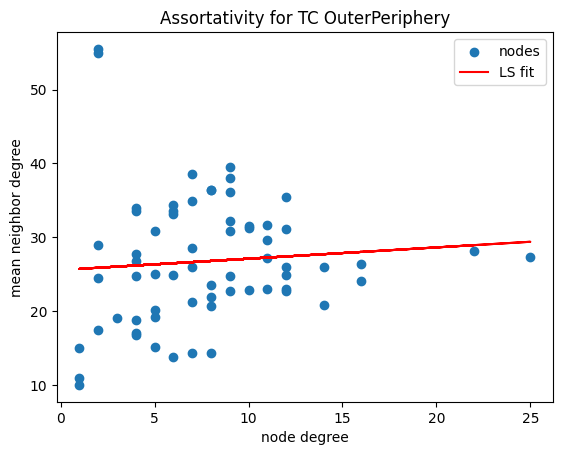 Assortativity for TC OuterPeriphery
nodes
LS fit
mean neighbor degree
50
40
30
20
10
0
5
10
15
20
25
node degree